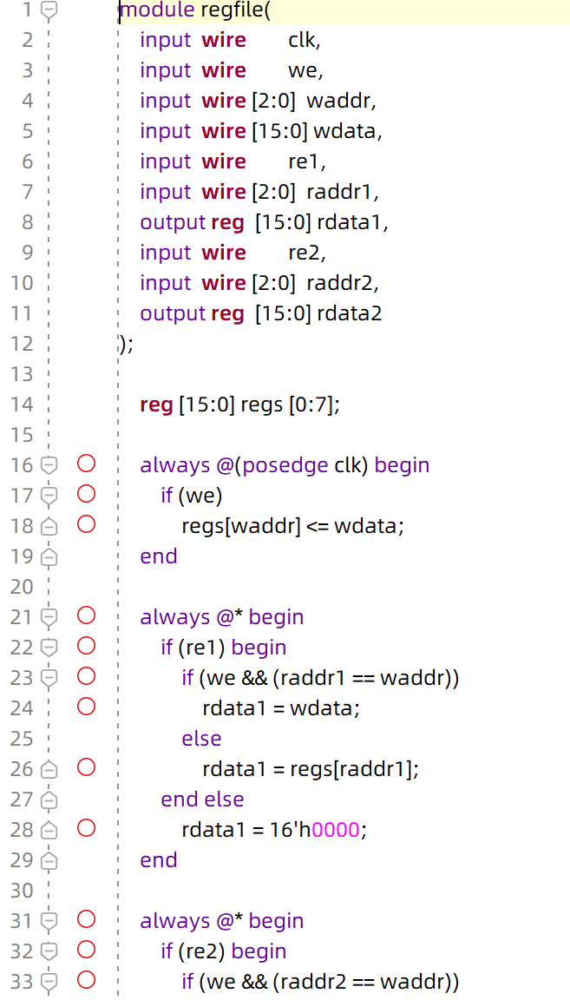 1 module regfile(
2 input wire clk,
3 input wire we,
4 input wire [2:0] waddr,
5 input wire [15:0] wdata,
6 input wire re1,
7 input wire [2:0] raddr1,
8 output reg [15:0] rdata1,
9 input wire re2,
10 input wire [2:0] raddr2,
11 output reg [15:0] rdata2
12 );
13
14 reg [15:0] regs [0:7];
15
16 always @(posedge clk) begin
17 if (we)
18 regs[waddr] <= wdata;
19 end
20
21 always @* begin
22 if (re1) begin
23 if (we && (raddr1 == waddr))
24 rdata1 = wdata;
25 else
26 rdata1 = regs[raddr1];
27 end else
28 rdata1 = 16'h0000;
29 end
30
31 always @* begin
32 if (re2) begin
33 if (we && (raddr2 == waddr))